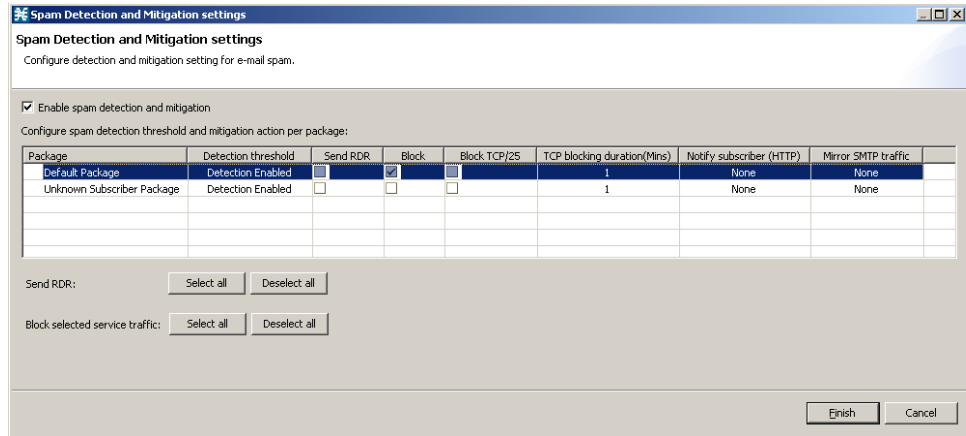 Spam Detection and Mitigation settings
Spam Detection and Mitigation settings
Configure detection and mitigation setting for e-mail spam.
Enable spam detection and mitigation
Configure spam detection threshold and mitigation action per package:
Package Detection threshold Send RDR Block Block TCP/25 TCP blocking duration(Mins) Notify subscriber (HTTP) Mirror SMTP traffic
Default Package Detection Enabled 1 None None
Unknown Subscriber Package Detection Enabled 1 None None
Send RDR: Select all Deselect all
Block selected service traffic: Select all Deselect all
Finish Cancel